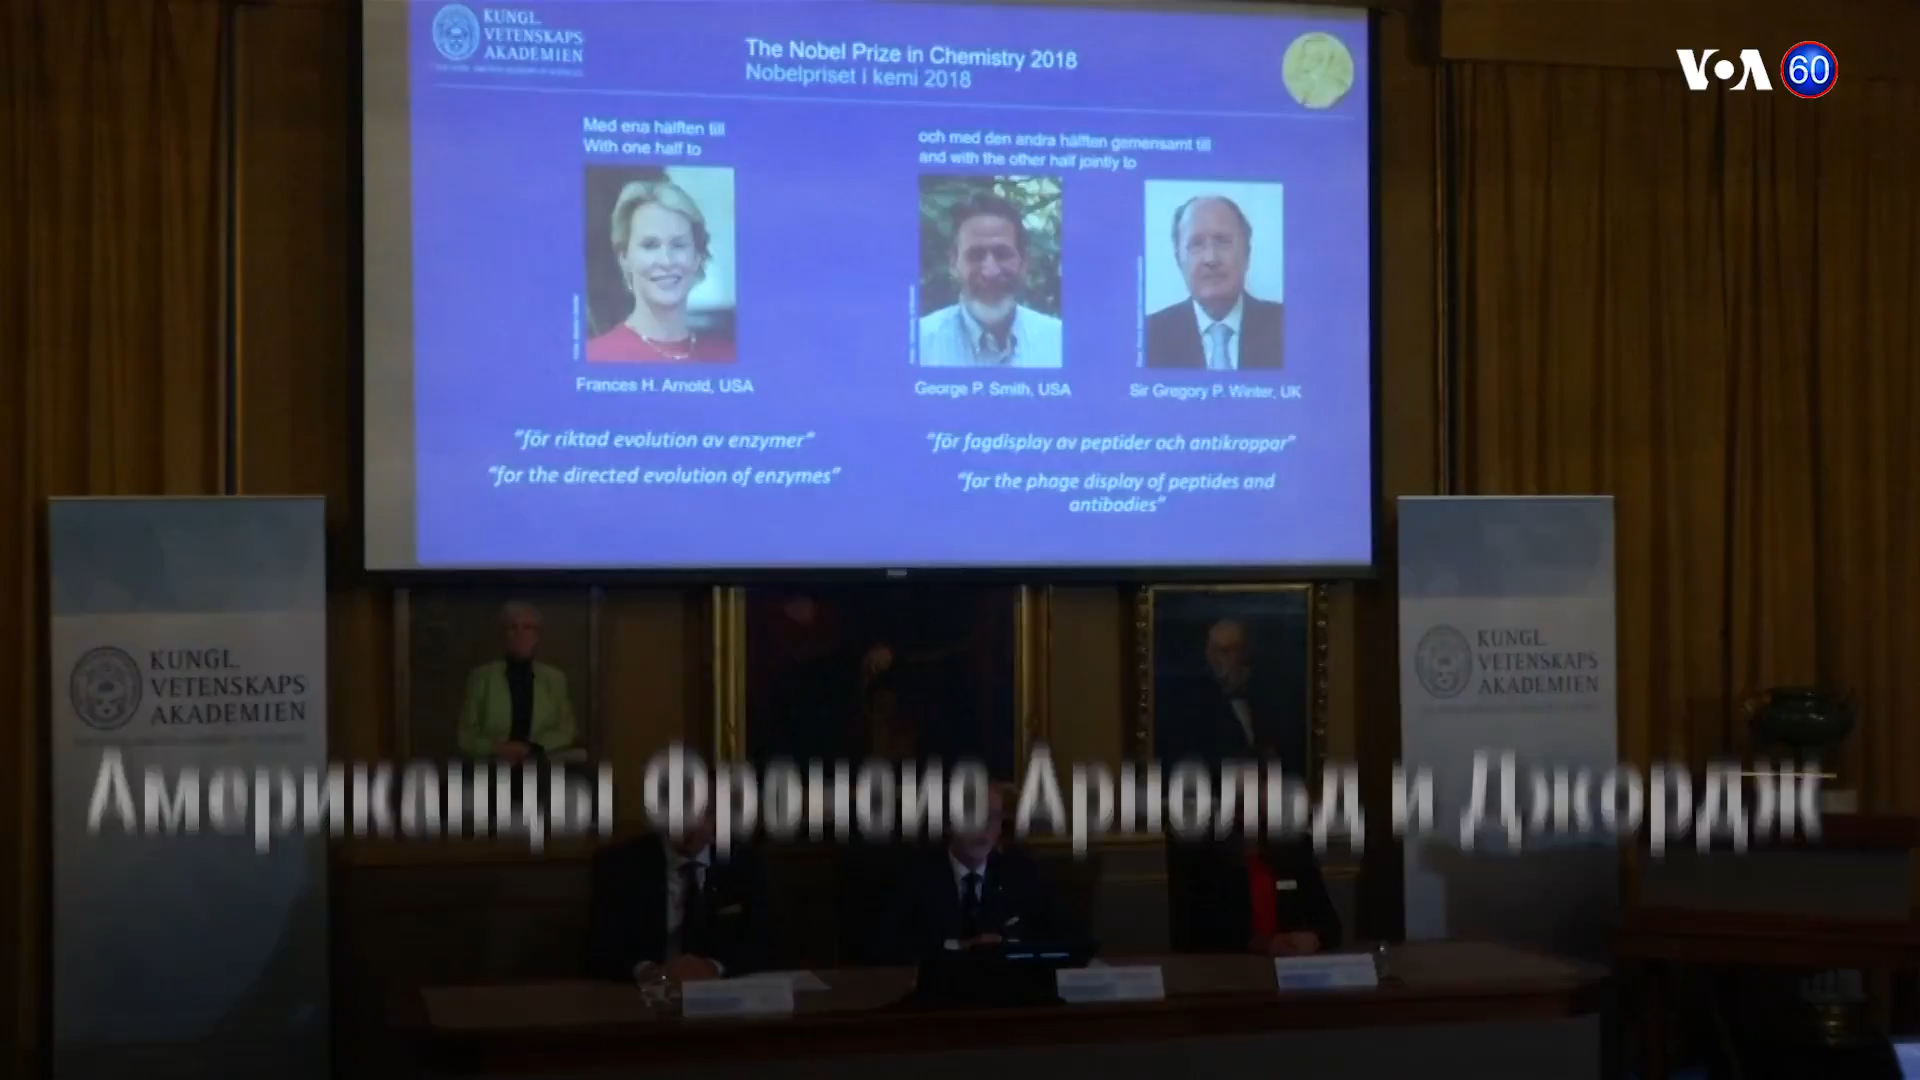 KUNGL.
VETENSKAPS
AKADEMIEN
The Nobel Prize in Chemistry 2018
Nobelpriset i kemi 2018
VOA 60
Med ena hälften till
With one half to
och med den andra hälften gemensamt till
and with the other half jointly to
Frances H. Arnold, USA
George P. Smith, USA
Sir Gregory P. Winter, UK
"för riktad evolution av enzymer"
"for the directed evolution of enzymes"
"för fagdisplay av peptider och antikroppar"
"for the phage display of peptides and
antibodies"
KUNGL.
VETENSKAPS
AKADEMIEN
KUNGL.
VETENSKAPS
AKADEMIEN
Американцы Фрэнсис Арнольд и Джордж